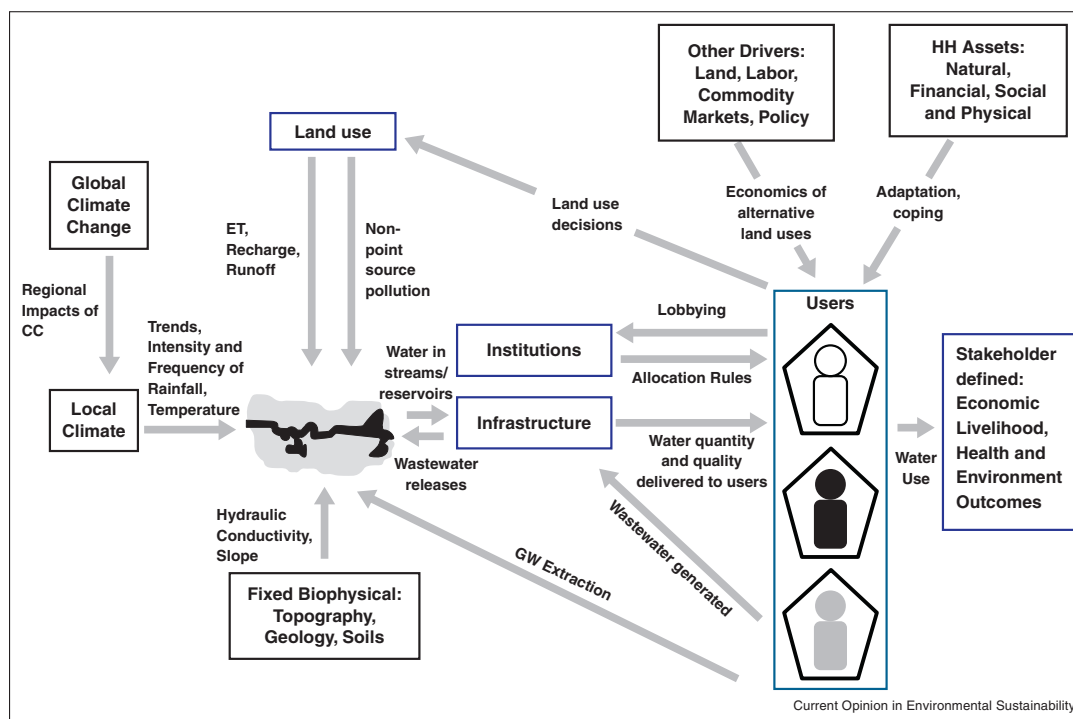 Other Drivers:
Land, Labor,
Commodity
Markets, Policy
HH Assets:
Natural,
Financial, Social
and Physical
Land use
Global
Climate
Change
Land use
decisions
Economics of
alternative
land uses
Adaptation,
coping
ET,
Recharge,
Runoff
Non-
point
source
pollution
Regional
Impacts of
CC
Users
Lobbying
Trends,
Intensity and
Frequency of
Rainfall,
Temperature
Water in
streams/
reservoirs
Institutions
Allocation Rules
Stakeholder
defined:
Economic
Livelihood,
Health and
Environment
Outcomes
Local
Climate
Infrastructure
Wastewater
releases
Water quantity
and quality
delivered to users
Water
Use
Hydraulic
Conductivity,
Slope
Wastewater generated
GW Extraction
Fixed Biophysical:
Topography,
Geology, Soils
Current Opinion in Environmental Sustainability